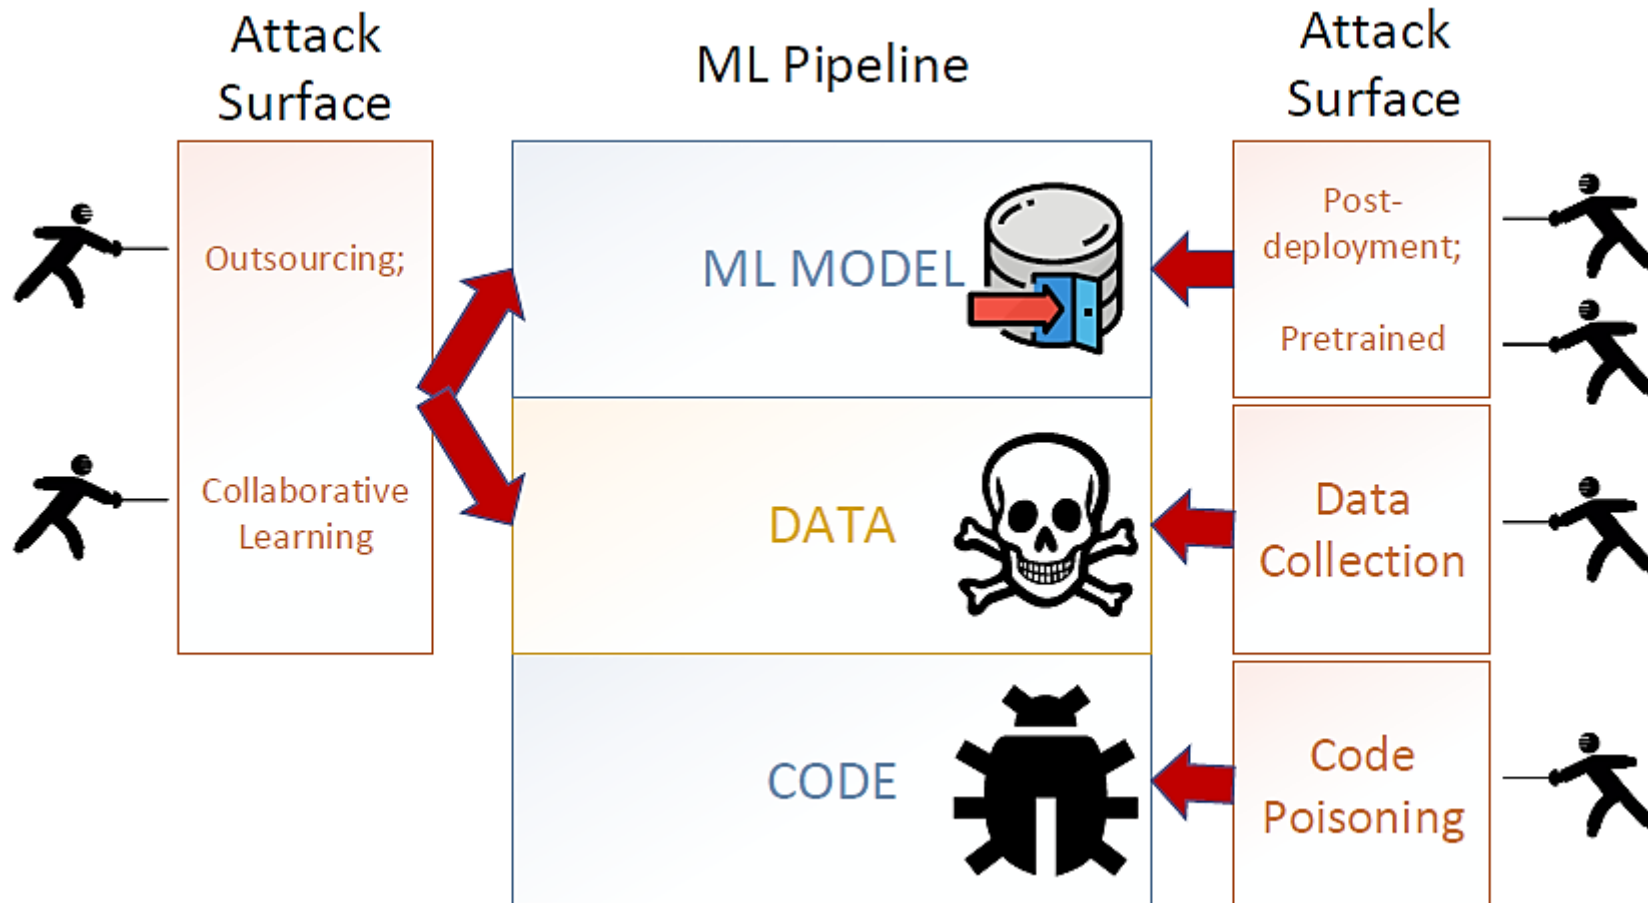 Attack
Surface
ML Pipeline
Attack
Surface
Outsourcing;
Collaborative
Learning
ML MODEL
DATA
CODE
Post-
deployment;
Pretrained
Data
Collection
Code
Poisoning